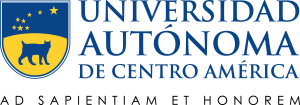 UNIVERSIDAD
AUTÓNOMA
DE CENTRO AMÉRICA
AD SAPIENTIAM ET HONOREM